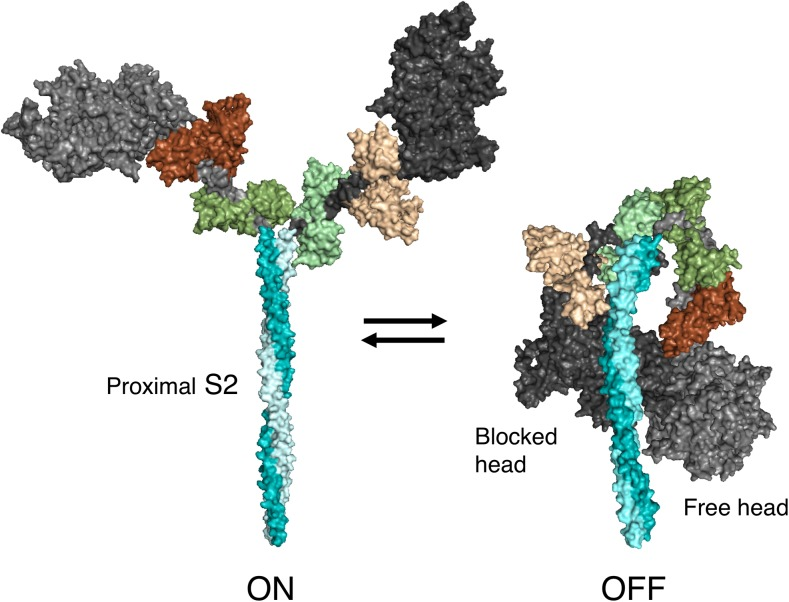 Proximal S2
Blocked
head
Free head
ON
OFF